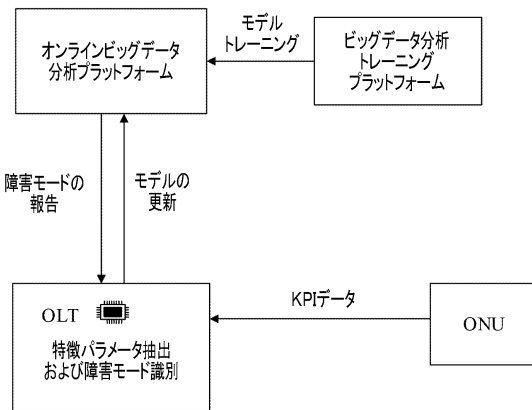 オンラインビッグデータ
分析プラットフォーム
モデル
トレーニング
ビッグデータ分析
トレーニング
プラットフォーム
障害モードの
報告
モデルの
更新
OLT
特徴パラメータ抽出
および障害モード識別
KPIデータ
ONU